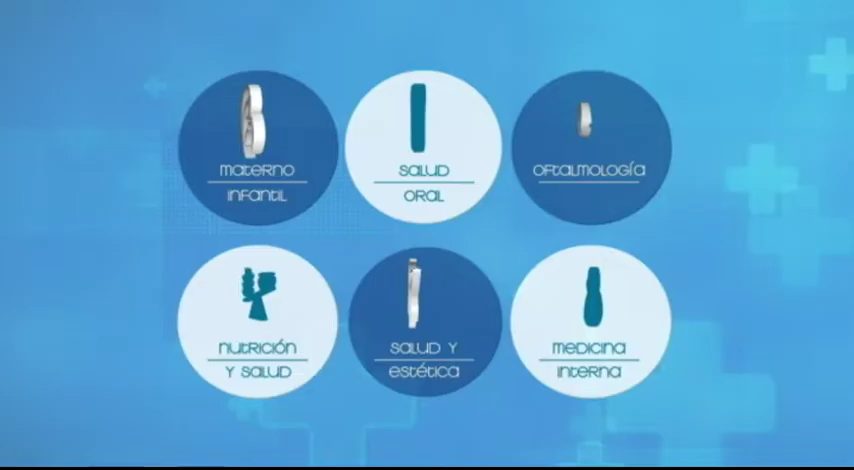 materno
infantil
salud
oral
oftalmología
nutrición
y salud
salud y
estética
medicina
interna